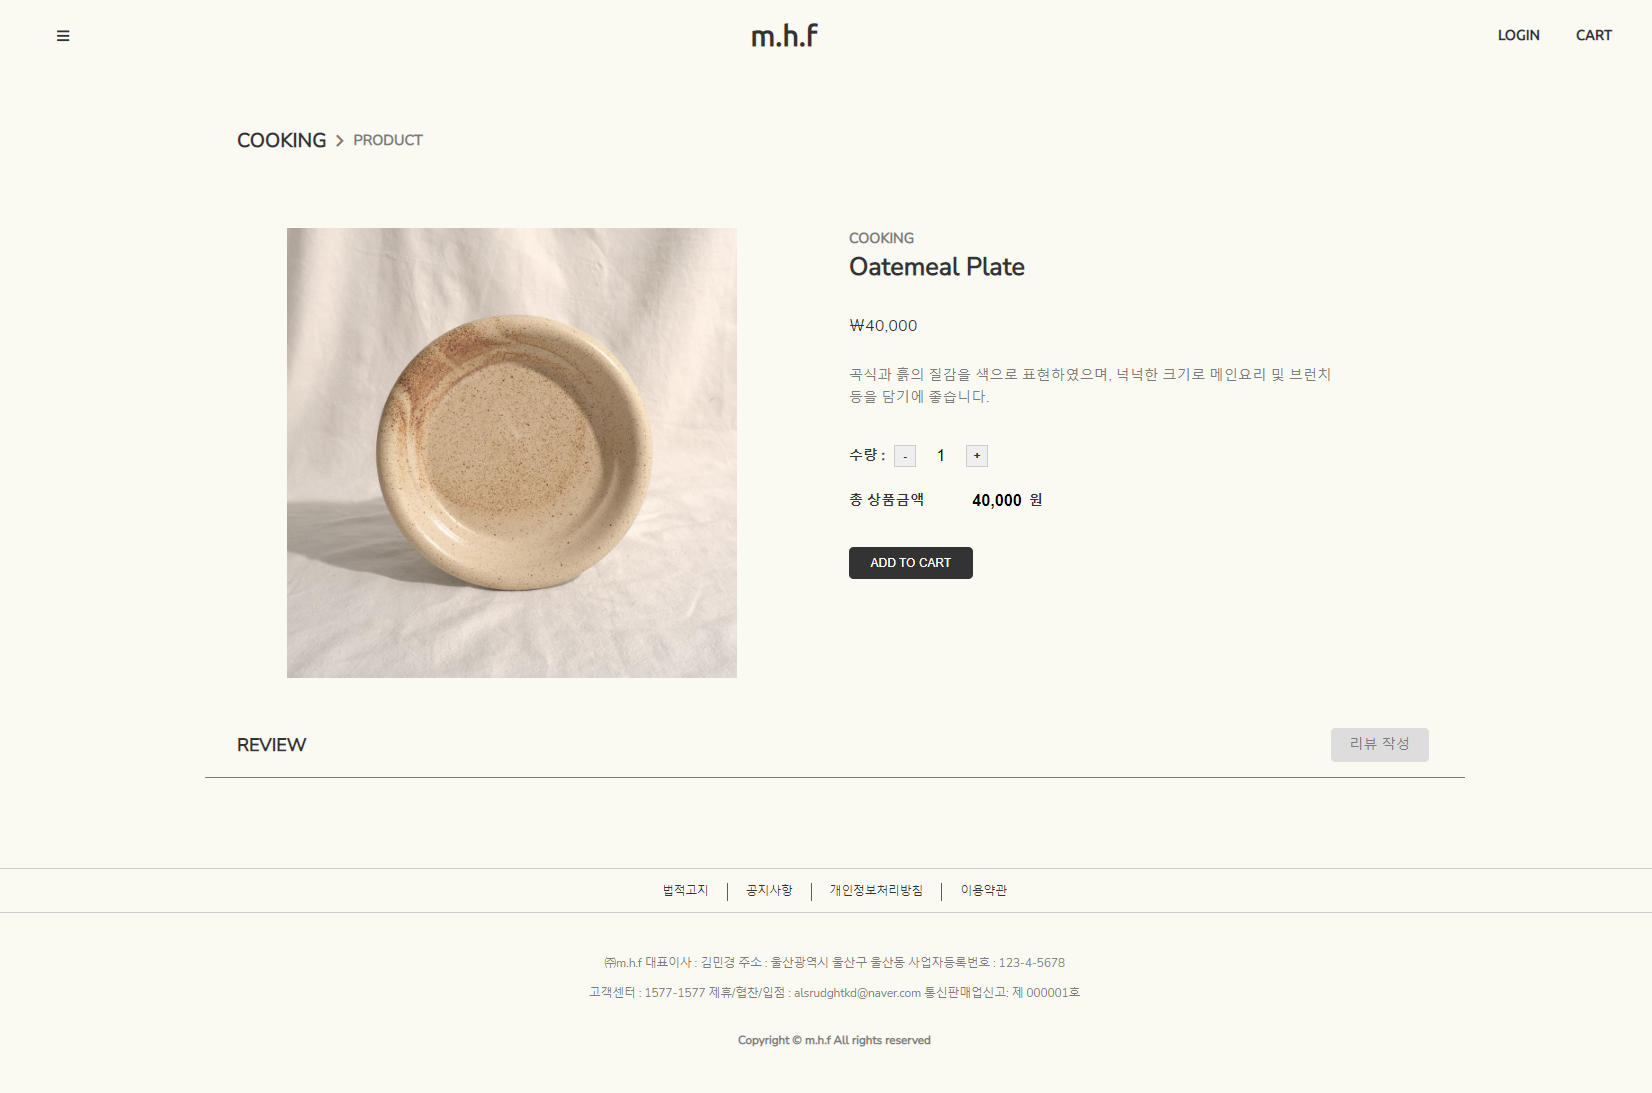 m.h.f
LOGIN
CART
COOKING
PRODUCT
COOKING
Oatemeal Plate
₩40,000
곡식과 흙의 질감을 색으로 표현하였으며, 넉넉한 크기로 메인요리 및 브런치
등을 담기에 좋습니다.
수량 : - 1 +
총 상품금액 40,000 원
ADD TO CART
REVIEW
리뷰 작성
법적고지
공지사항
개인정보처리방침
이용약관
㈜m.h.f 대표이사 : 김민경 주소 : 울산광역시 울산구 울산동 사업자등록번호 : 123-4-5678
고객센터 : 1577-1577 제휴/협찬/입점 : alsrudghtkd@naver.com 통신판매업신고: 제 000001호
Copyright © m.h.f All rights reserved